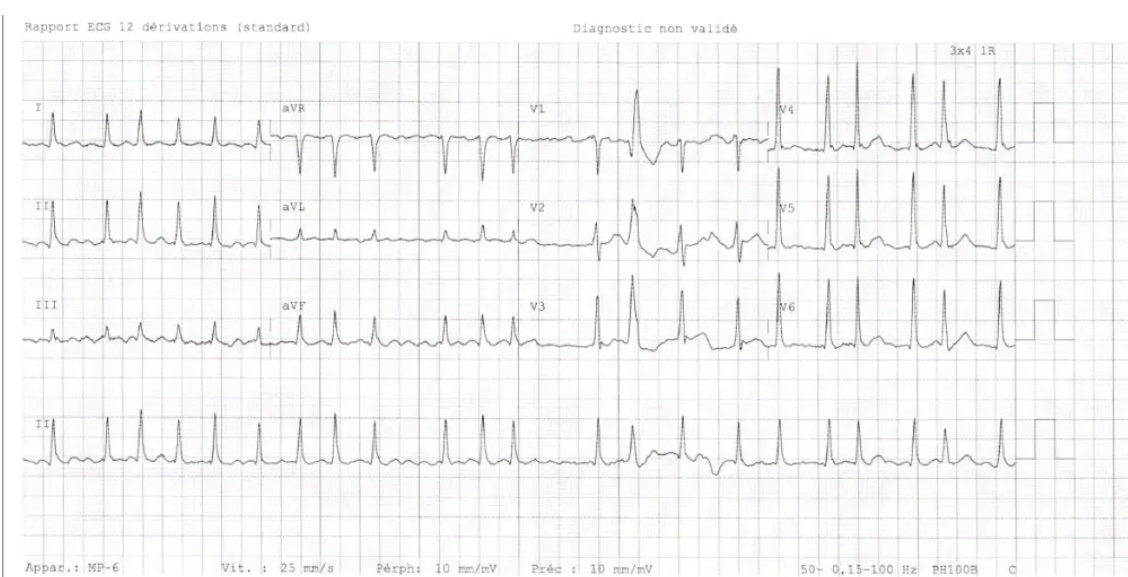 Rapport ECG 12 dérivations (standard) Diagnostic non validé
3x4 1R
I aVR V1 V4
II aVL V2 V5
III aVF V3 V6
II
Appar.: MP-6 Vit. : 25 mm/s Périph: 10 mm/mV Préc : 10 mm/mV 50~ 0,15-100 Hz PH100B C